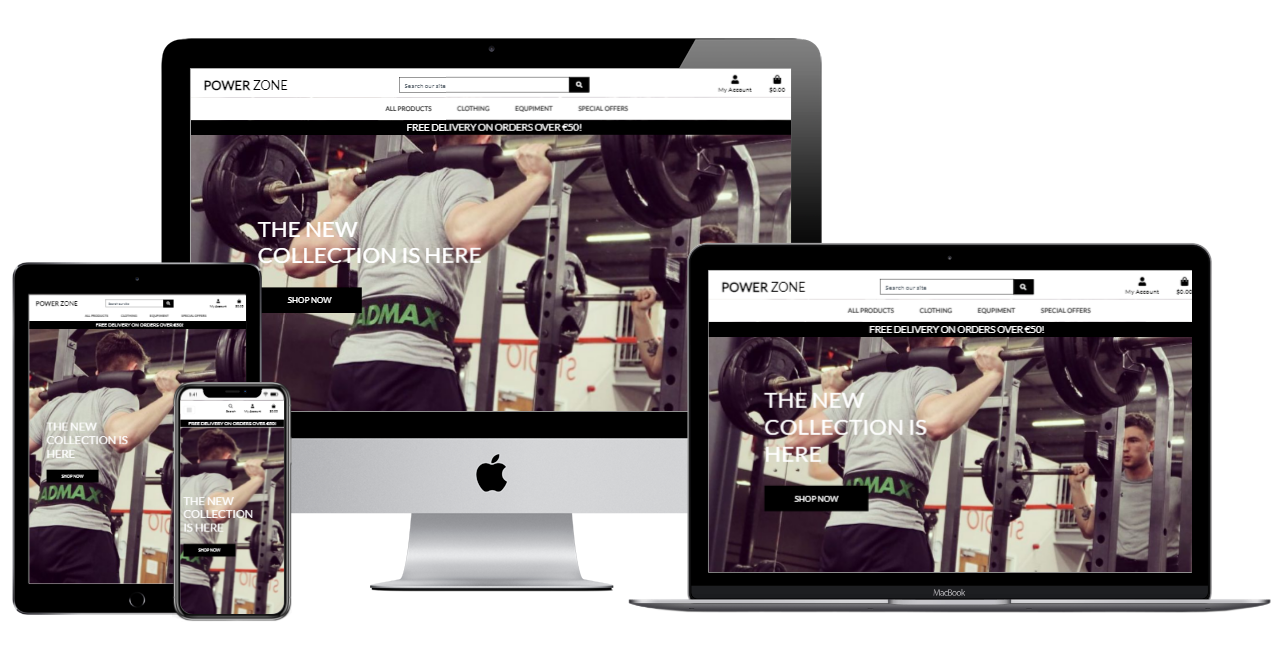 POWER ZONE
Search our site
My Account
$0.00
ALL PRODUCTS CLOTHING EQUPIMENT SPECIAL OFFERS
FREE DELIVERY ON ORDERS OVER €50!
THE NEW
COLLECTION IS HERE
SHOP NOW
ADMAX
STUDIO
POWER ZONE
Search our site
My Account
$0.00
ALL PRODUCTS CLOTHING EQUPIMENT SPECIAL OFFERS
FREE DELIVERY ON ORDERS OVER €50!
THE NEW
COLLECTION IS
HERE
SHOP NOW
ADMAX
9:41
Search
My Account
$0.00
FREE DELIVERY ON ORDERS OVER €50!
THE NEW
COLLECTION
IS HERE
SHOP NOW
POWER ZONE
Search our site
My Account
$0.00
ALL PRODUCTS CLOTHING EQUPIMENT SPECIAL OFFERS
FREE DELIVERY ON ORDERS OVER €50!
THE NEW
COLLECTION IS
HERE
SHOP NOW
ADMAX
MacBook